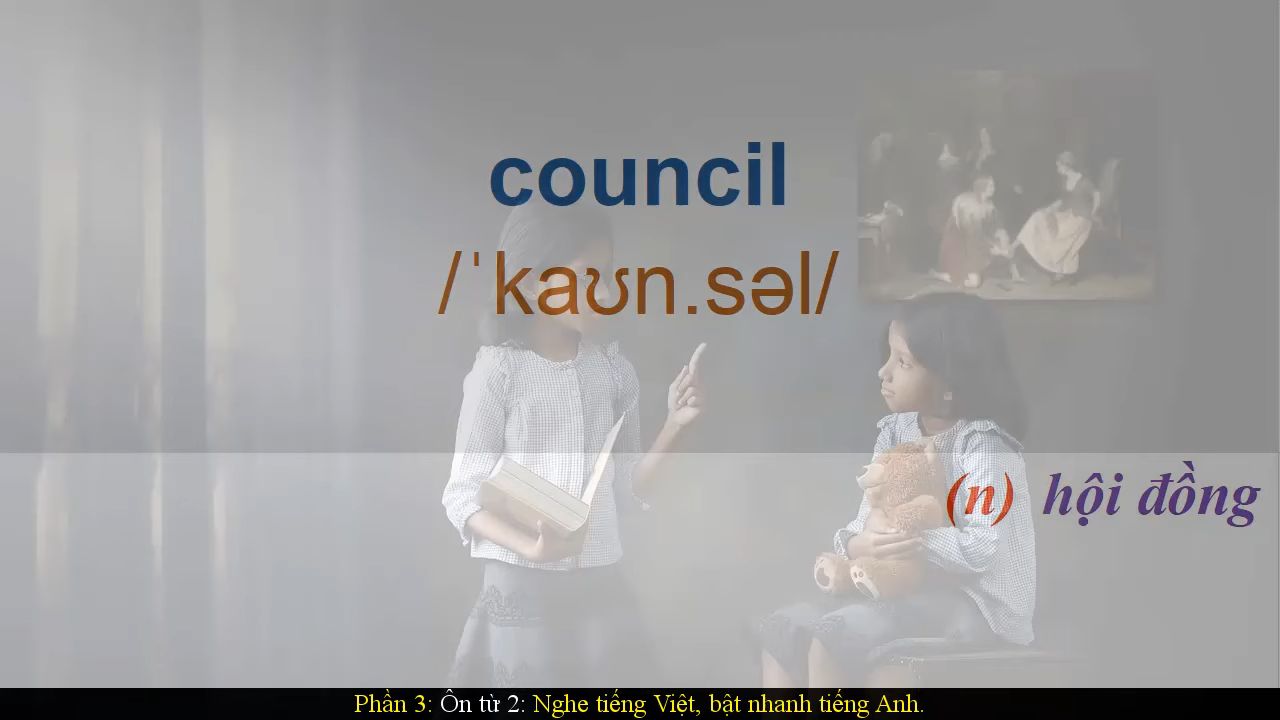 council
/ˈkaʊn.səl/
(n) hội đồng
Phần 3: Ôn từ 2: Nghe tiếng Việt, bật nhanh tiếng Anh.